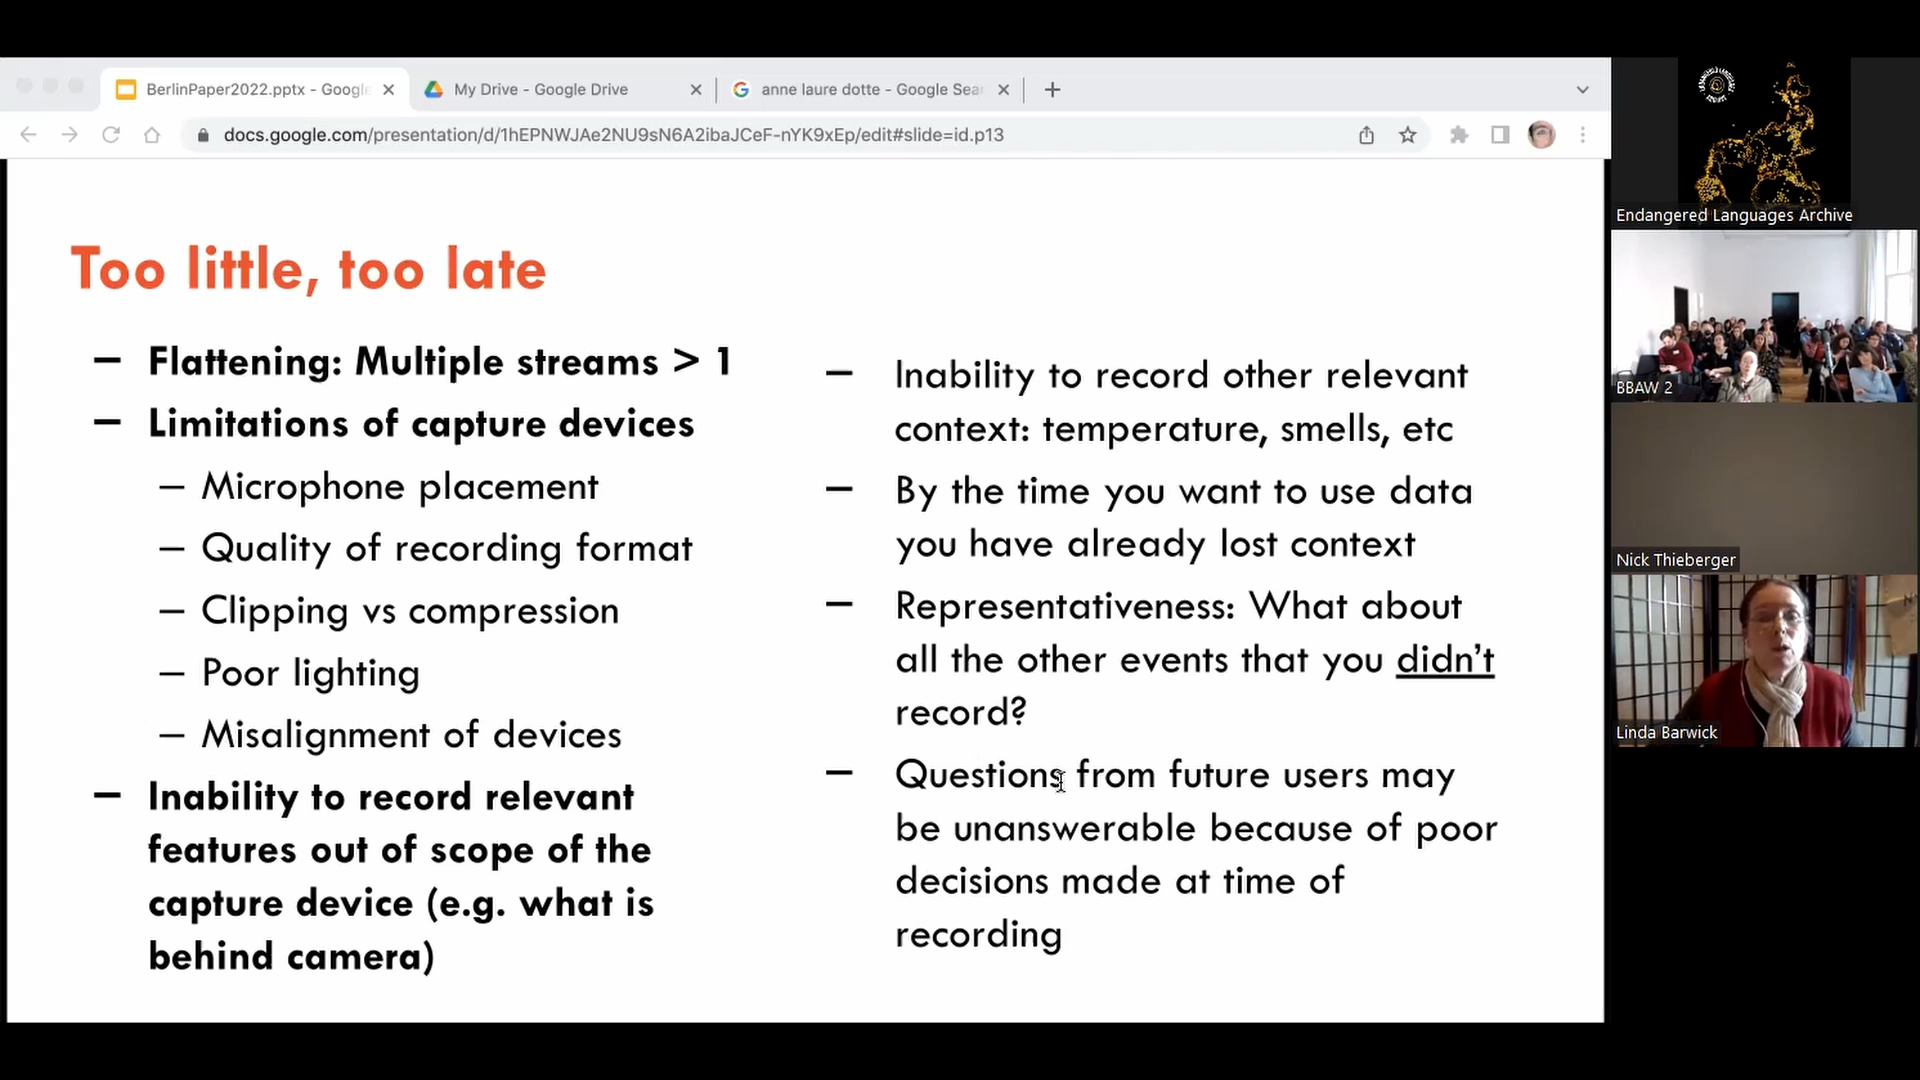 BerlinPaper2022.pptx - Google
My Drive - Google Drive
anne laure dotte - Google Sea
docs.google.com/presentation/d/1hEPNWJAe2NU9sN6A2ibaJCeF-nYK9xEp/edit#slide=id.p13
Too little, too late
– Flattening: Multiple streams > 1
– Limitations of capture devices
– Microphone placement
– Quality of recording format
– Clipping vs compression
– Poor lighting
– Misalignment of devices
– Inability to record relevant
features out of scope of the
capture device (e.g. what is
behind camera)
– Inability to record other relevant
context: temperature, smells, etc
– By the time you want to use data
you have already lost context
– Representativeness: What about
all the other events that you didn't
record?
– Questions from future users may
be unanswerable because of poor
decisions made at time of
recording
Endangered Languages Archive
BBAW 2
Nick Thieberger
Linda Barwick